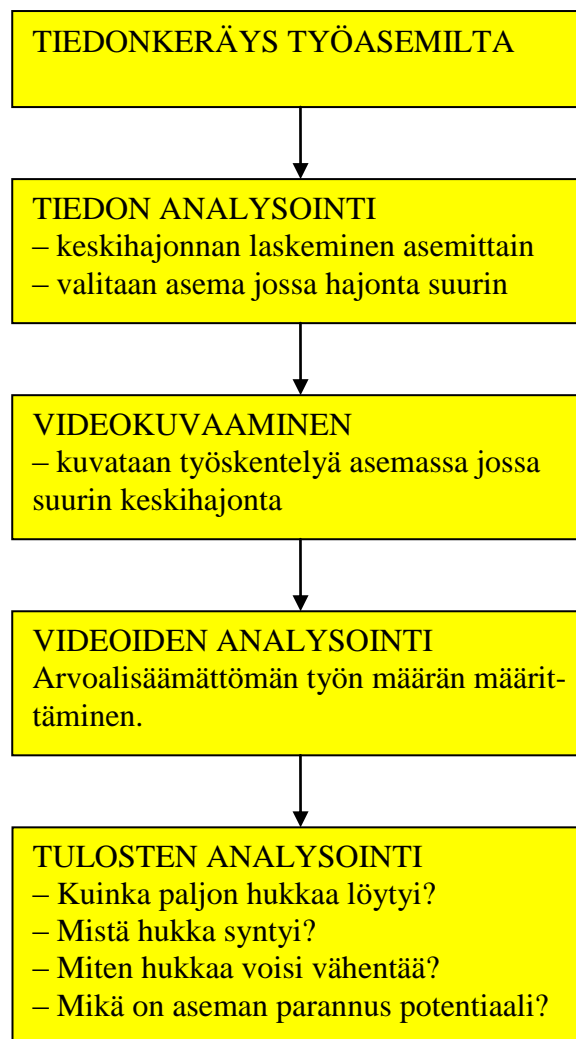 TIEDONKERÄYS TYÖASEMILTA
TIEDON ANALYSOINTI
– keskihajonnan laskeminen asemittain
– valitaan asema jossa hajonta suurin
VIDEOKUVAAMINEN
– kuvataan työskentelyä asemassa jossa
suurin keskihajonta
VIDEOIDEN ANALYSOINTI
Arvoalisäämättömän työn määrän määrit-
täminen.
TULOSTEN ANALYSOINTI
– Kuinka paljon hukkaa löytyi?
– Mistä hukka syntyi?
– Miten hukkaa voisi vähentää?
– Mikä on aseman parannus potentiaali?